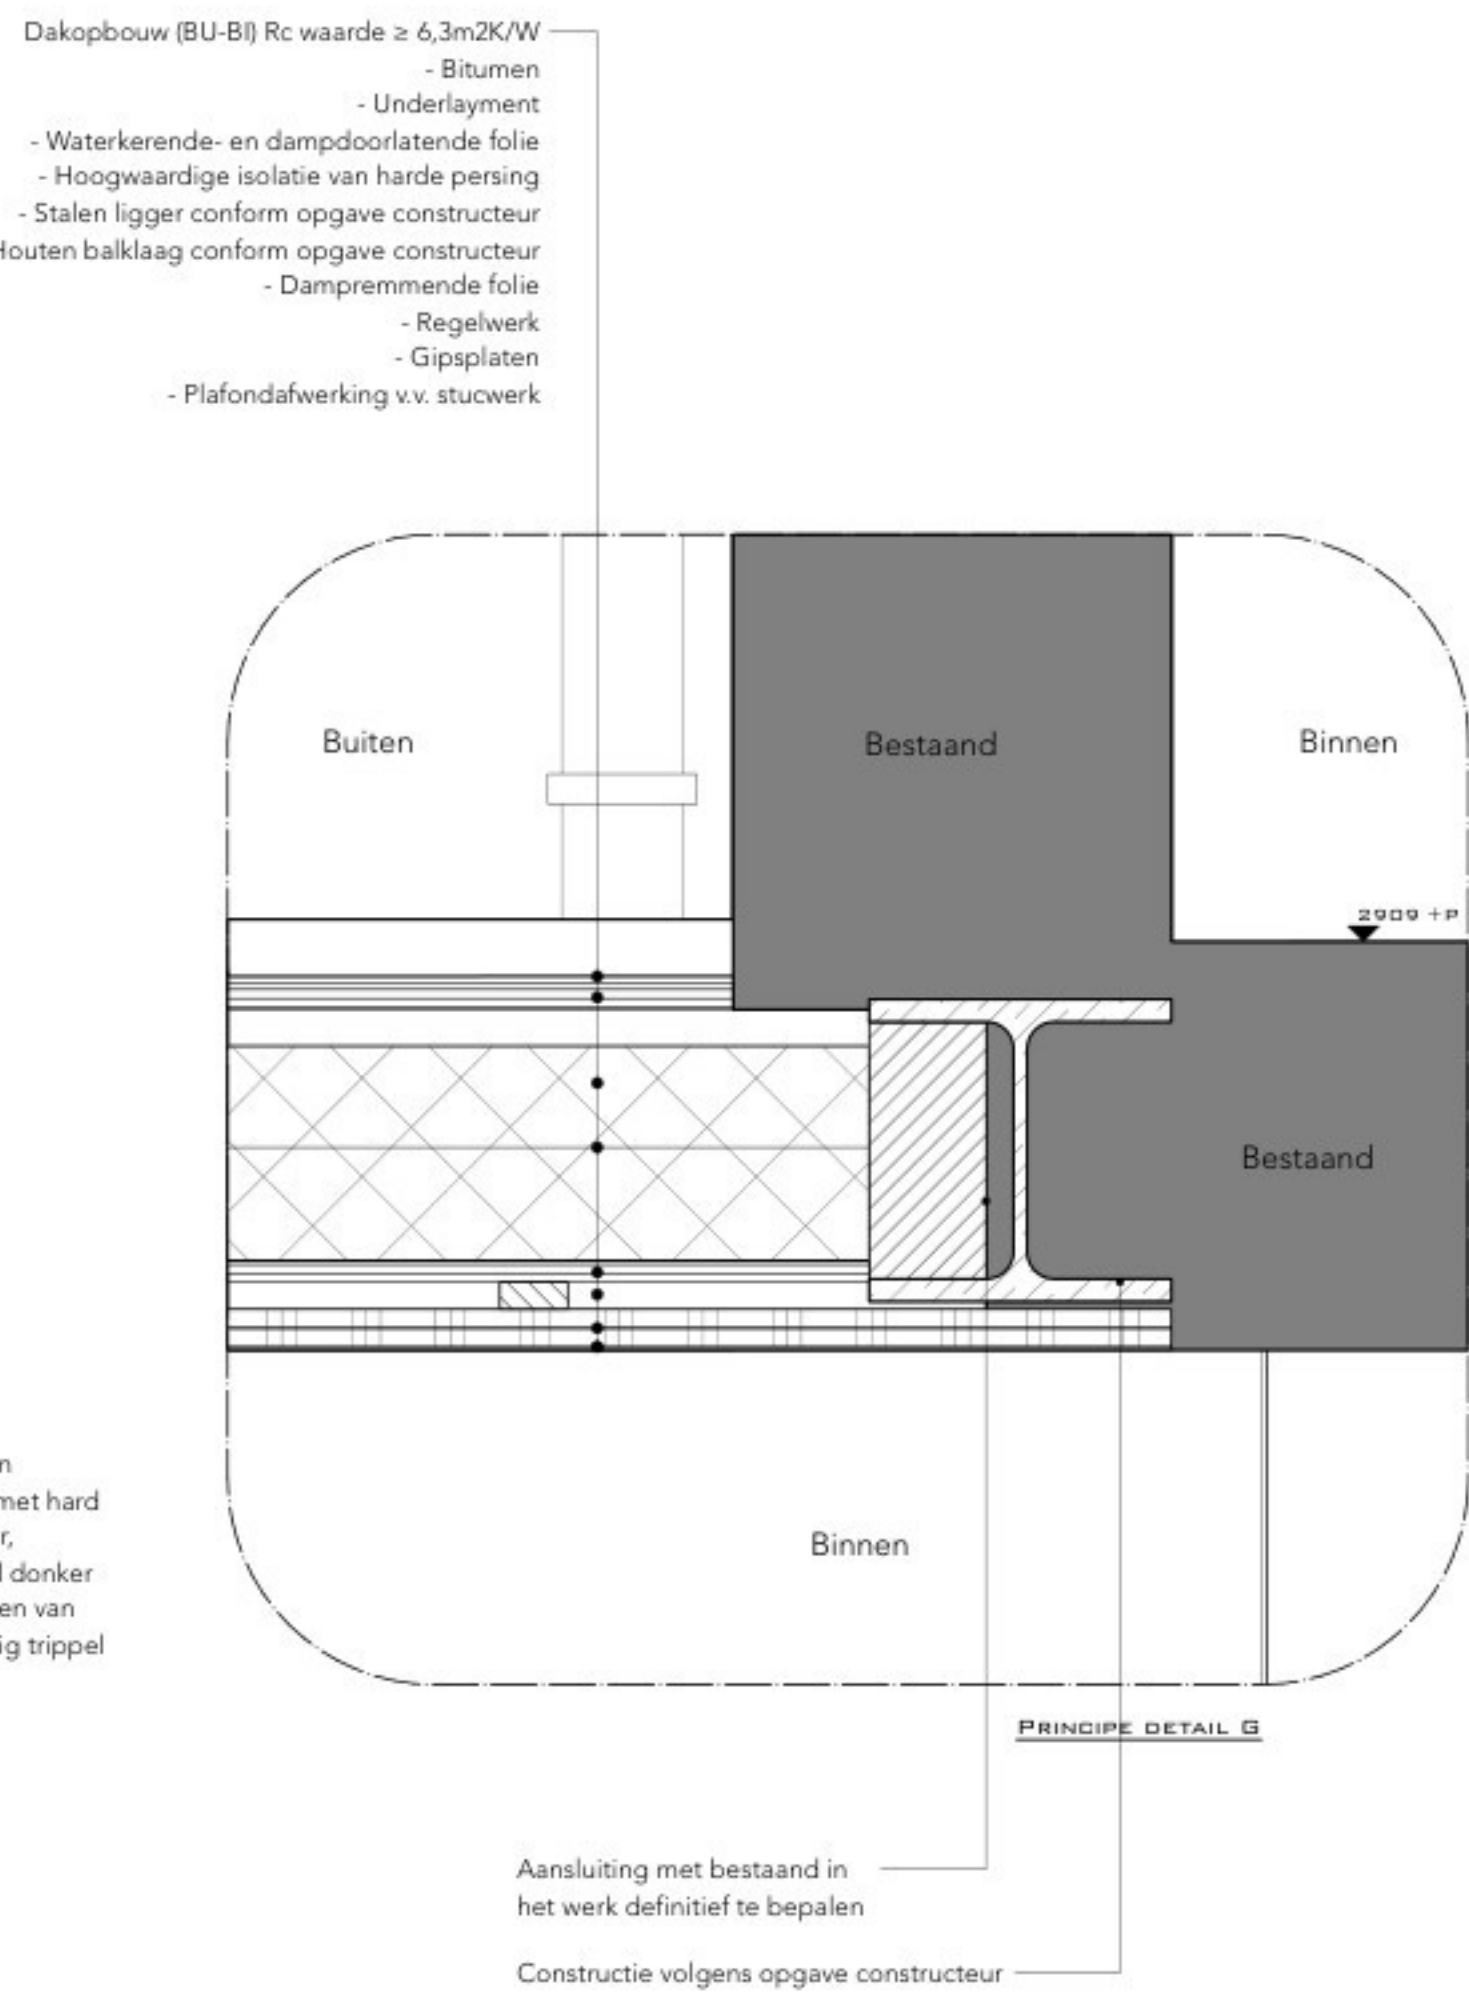 Dakopbouw (BU-BI) Rc waarde ≥ 6,3m2K/W
- Bitumen
- Underlayment
- Waterkerende- en dampdoorlatende folie
- Hoogwaardige isolatie van harde persing
- Stalen ligger conform opgave constructeur
Houten balklaag conform opgave constructeur
- Dampremmende folie
- Regelwerk
- Gipsplaten
- Plafondafwerking v.v. stucwerk
Buiten
Bestaand
Binnen
2909 +P
Bestaand
met hard
donker
van
trippel
Binnen
PRINCIPE DETAIL G
Aansluiting met bestaand in
het werk definitief te bepalen
Constructie volgens opgave constructeur